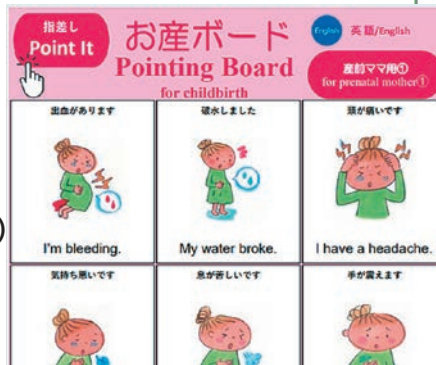 指差し
Point It
お産ボード
Pointing Board
for childbirth
English 英語/English
産前ママ用①
for prenatal mother①
出血があります
破水しました
頭が痛いです
I'm bleeding.
My water broke.
I have a headache.
気持ち悪いです
息が苦しいです
手が震えます